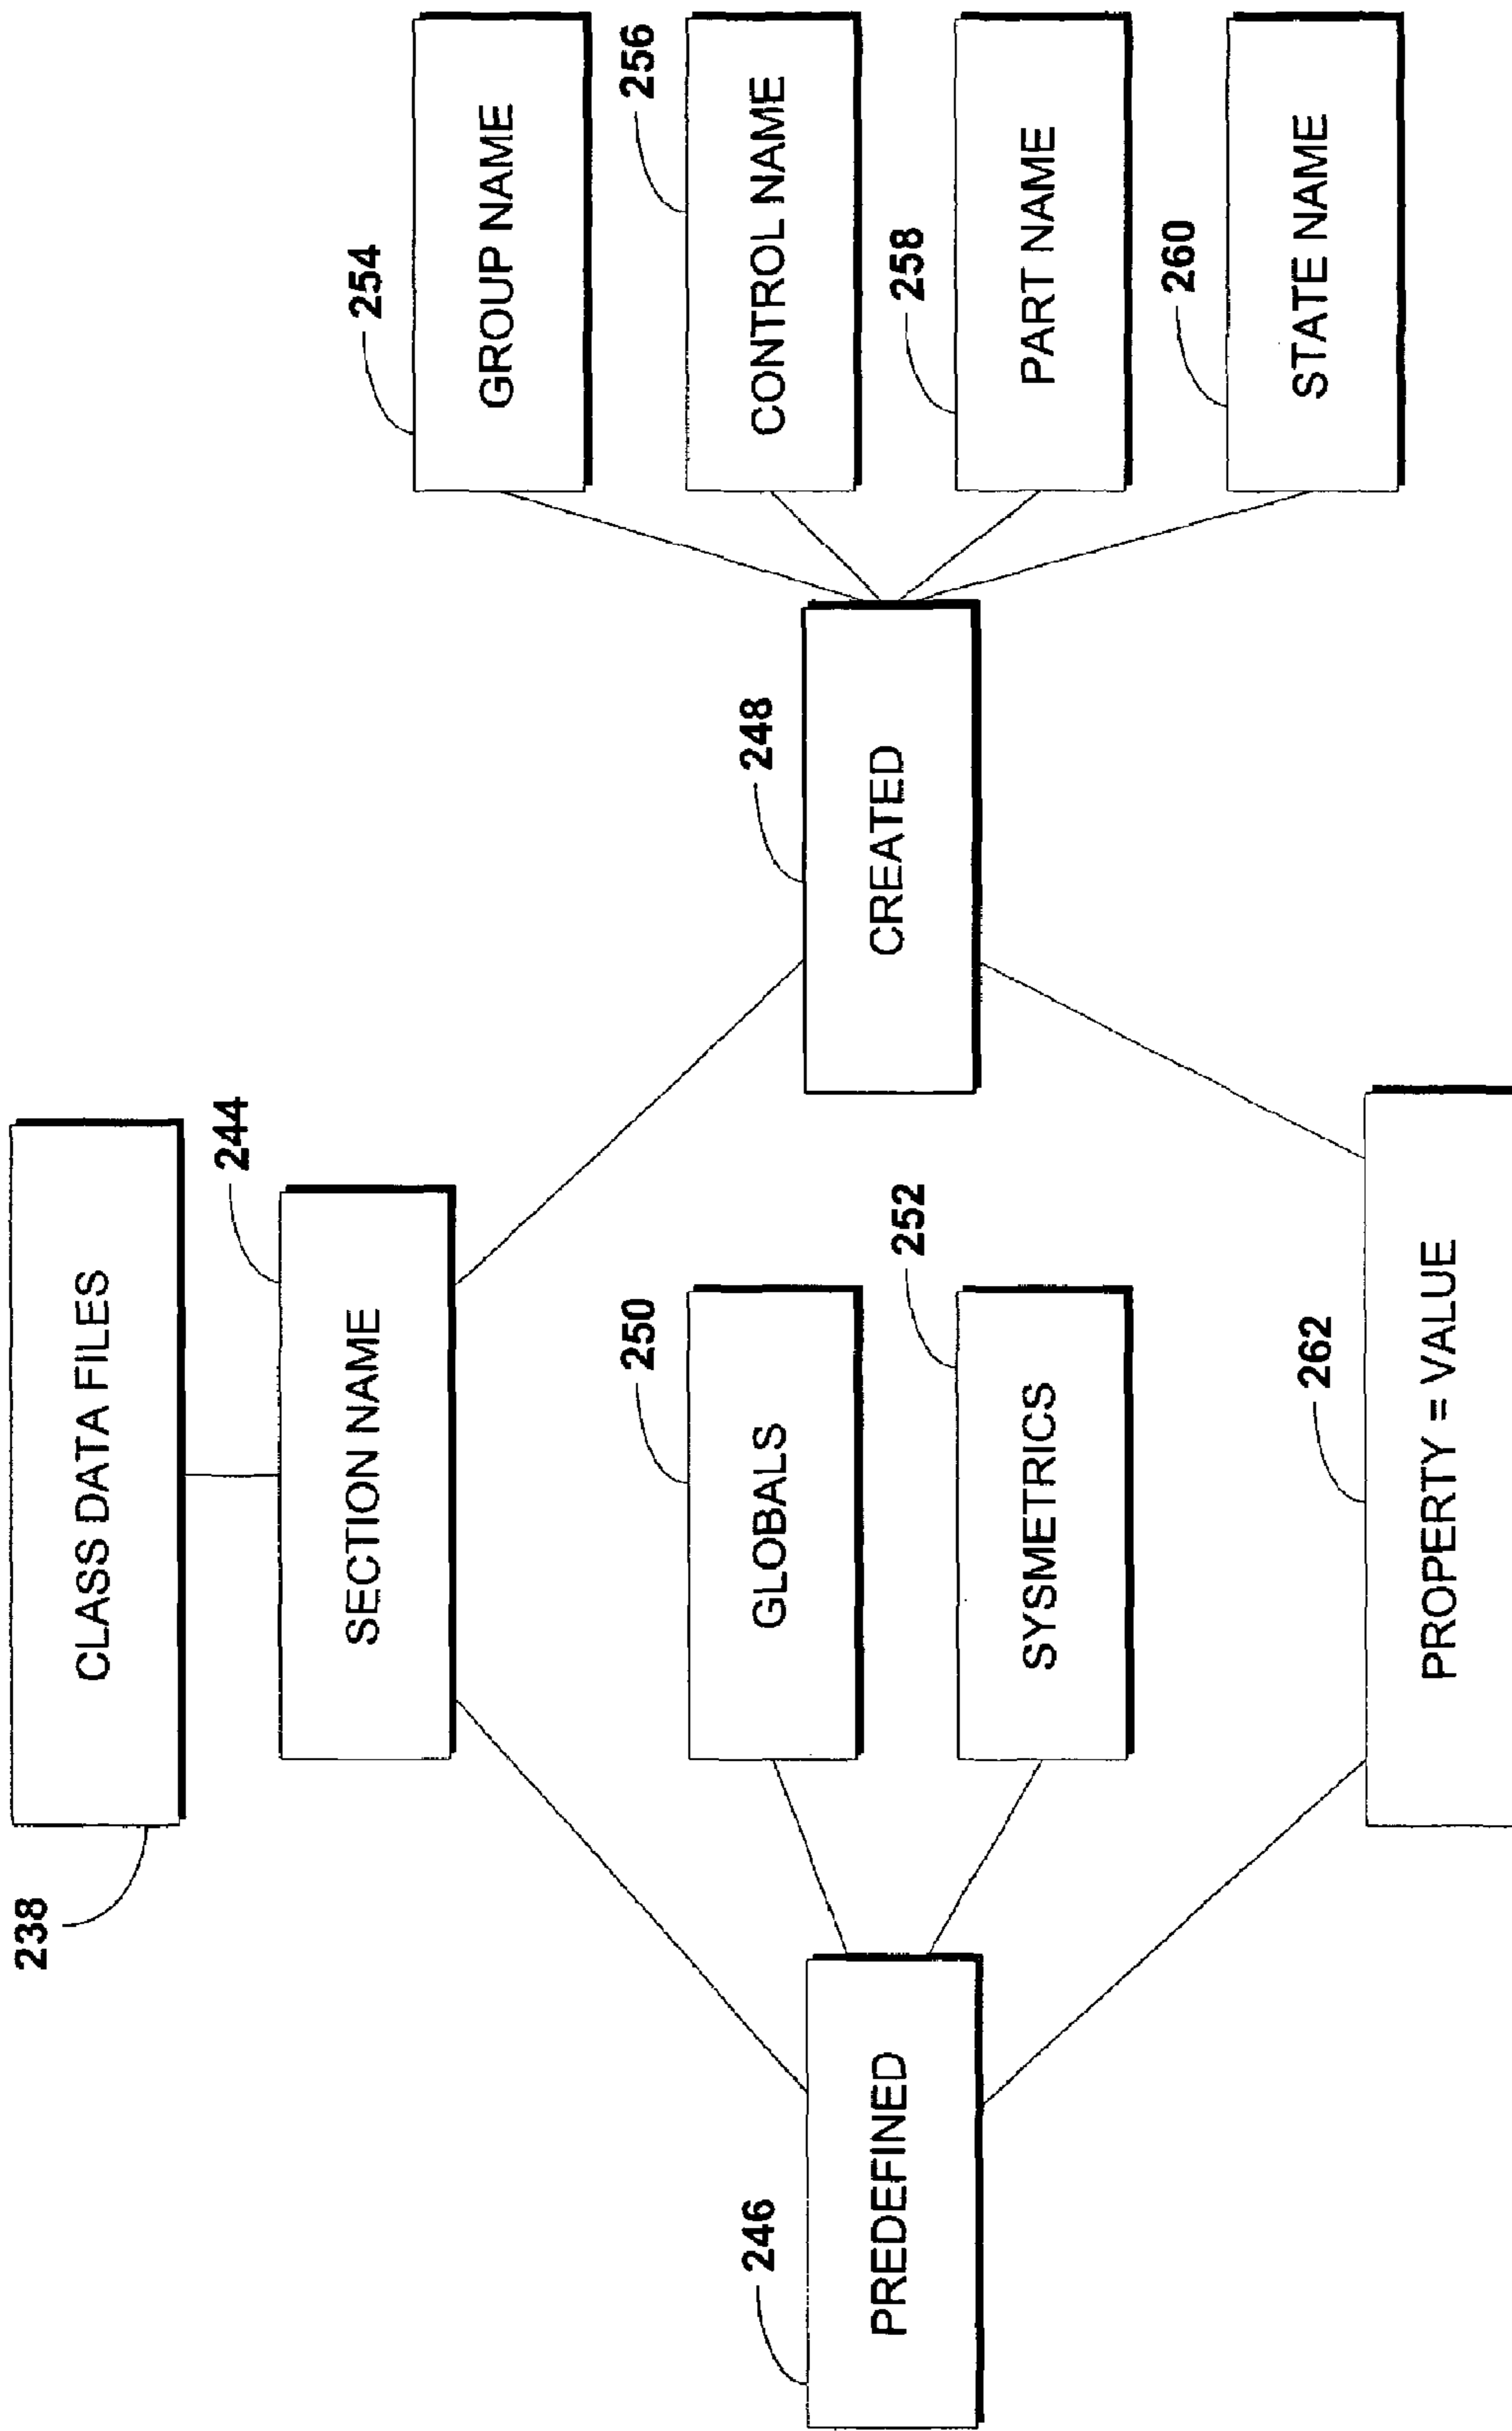 238
CLASS DATA FILES
244
SECTION NAME
246
PREDEFINED
250
GLOBALS
252
SYSMETRICS
248
CREATED
254
GROUP NAME
256
CONTROL NAME
258
PART NAME
260
STATE NAME
262
PROPERTY = VALUE